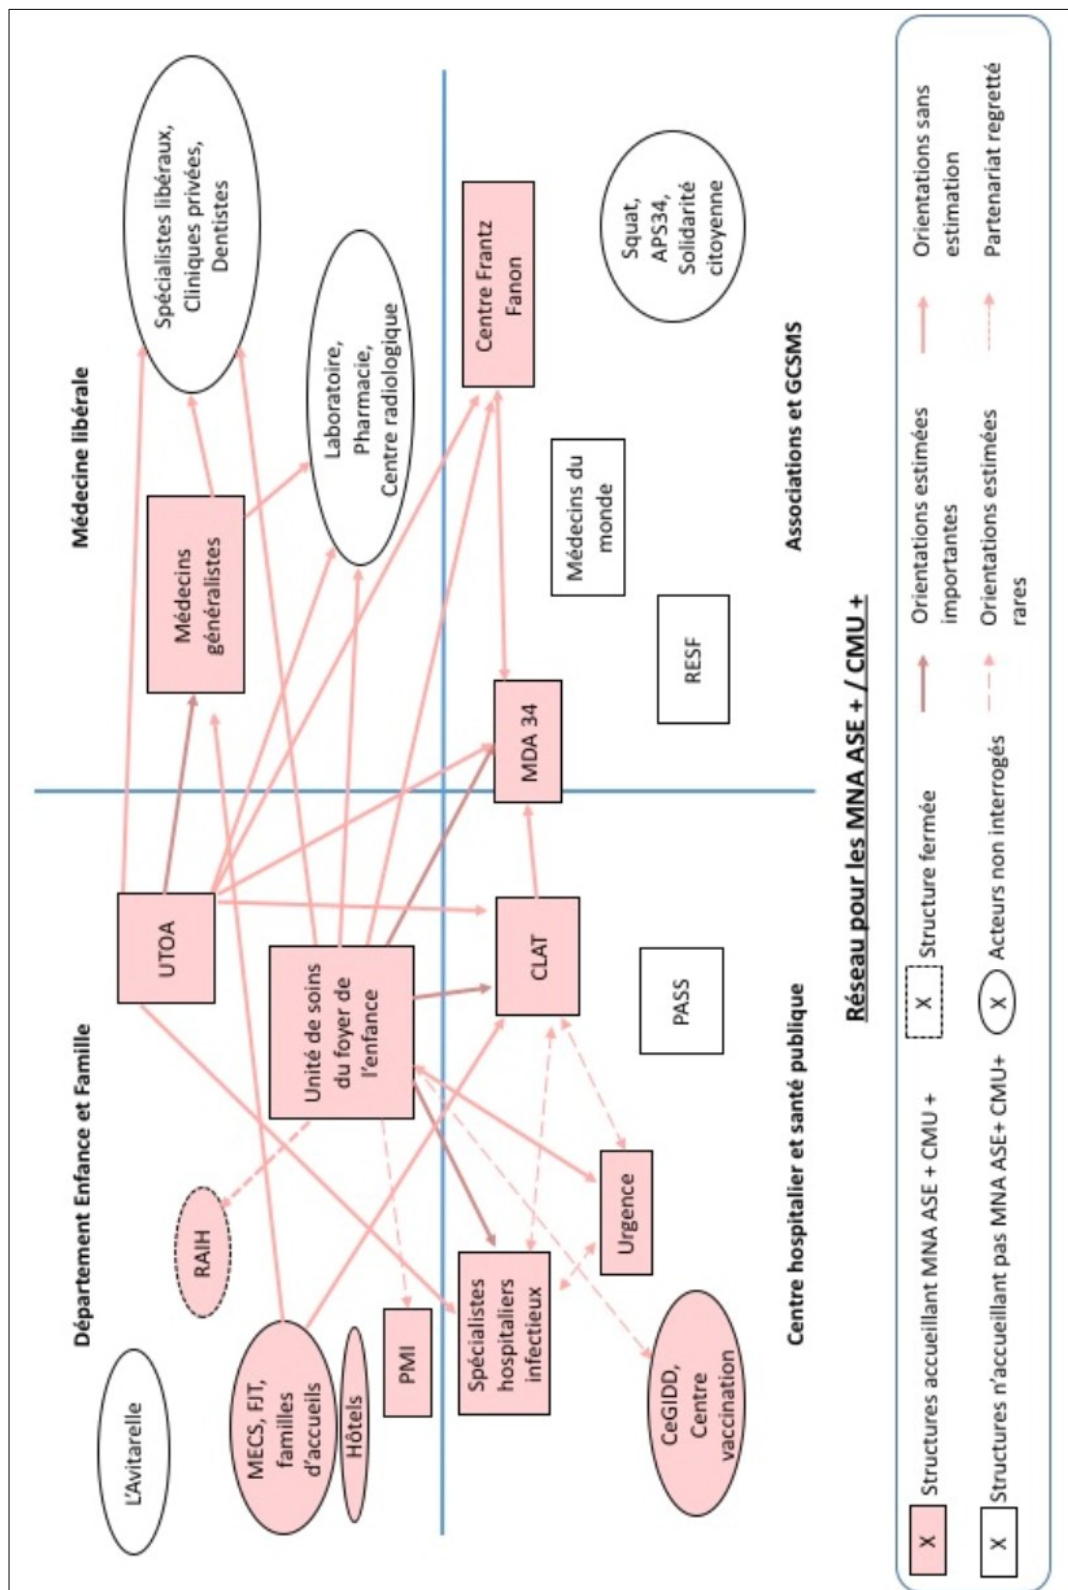 Département Enfance et Famille
Médecine libérale
L'Avitarelle
RAIH
UTOA
Médecins
généralistes
Spécialistes libéraux,
Cliniques privées,
Dentistes
MECS, FJT,
familles
d'accueils
Hôtels
PMI
Unité de soins
du foyer de
l'enfance
Laboratoire,
Pharmacie,
Centre radiologique
Spécialistes
hospitaliers
infectieux
Urgence
CLAT
MDA 34
Centre Frantz
Fanon
CeGIDD,
Centre
vaccination
PASS
RESF
Médecins du
monde
Squat,
APS34,
Solidarité
citoyenne
Centre hospitalier et santé publique
Associations et GCSMS
Réseau pour les MNA ASE + / CMU +
X
Structures accueillant MNA ASE + CMU +
X
Structure fermée
Orientations estimées
importantes
Orientations sans
estimation
X
Structures n'accueillant pas MNA ASE+ CMU+
X
Acteurs non interrogés
Orientations estimées
rares
Partenariat regretté